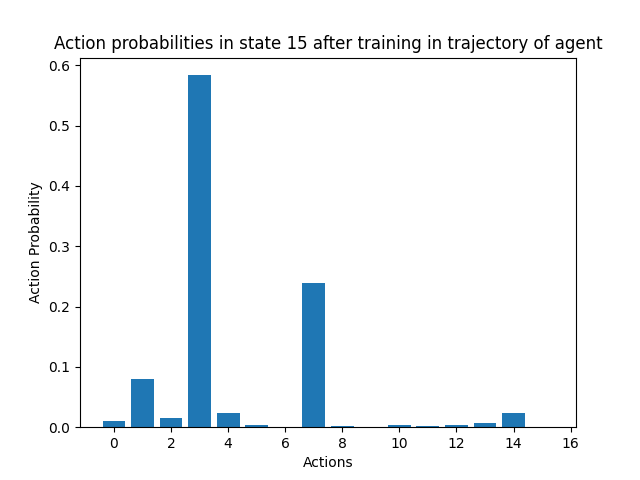 Action probabilities in state 15 after training in trajectory of agent
0.6
0.5
0.4
0.3
0.2
0.1
0.0
Action Probability
0 2 4 6 8 10 12 14 16
Actions